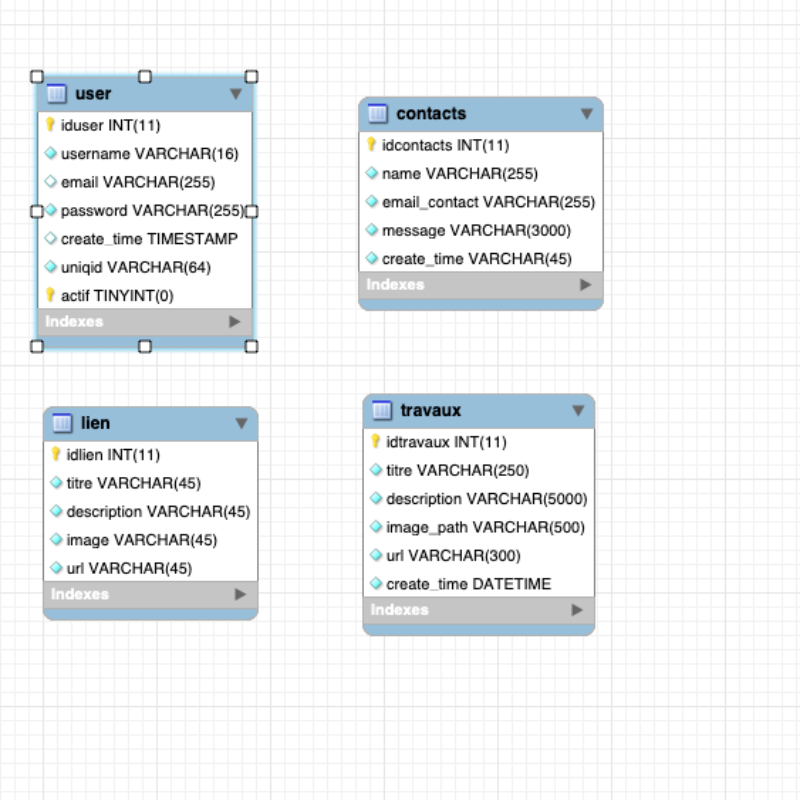 user
iduser INT(11)
username VARCHAR(16)
email VARCHAR(255)
password VARCHAR(255)
create_time TIMESTAMP
uniqid VARCHAR(64)
actif TINYINT(0)
Indexes
contacts
idcontacts INT(11)
name VARCHAR(255)
email_contact VARCHAR(255)
message VARCHAR(3000)
create_time VARCHAR(45)
Indexes
lien
idlien INT(11)
titre VARCHAR(45)
description VARCHAR(45)
image VARCHAR(45)
url VARCHAR(45)
Indexes
travaux
idtravaux INT(11)
titre VARCHAR(250)
description VARCHAR(5000)
image_path VARCHAR(500)
url VARCHAR(300)
create_time DATETIME
Indexes